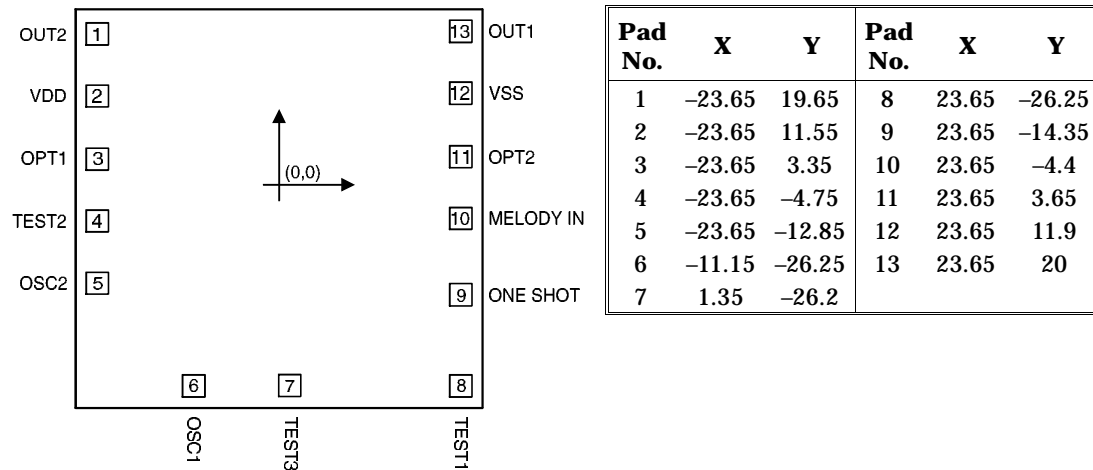 OUT2 1 13 OUT1
VDD 2 12 VSS
OPT1 3 11 OPT2
(0,0)
TEST2 4 10 MELODY IN
OSC2 5 9 ONE SHOT
6 7 8
OSC1 TEST3 TEST1
Pad No. X Y Pad No. X Y
1 –23.65 19.65 8 23.65 –26.25
2 –23.65 11.55 9 23.65 –14.35
3 –23.65 3.35 10 23.65 –4.4
4 –23.65 –4.75 11 23.65 3.65
5 –23.65 –12.85 12 23.65 11.9
6 –11.15 –26.25 13 23.65 20
7 1.35 –26.2